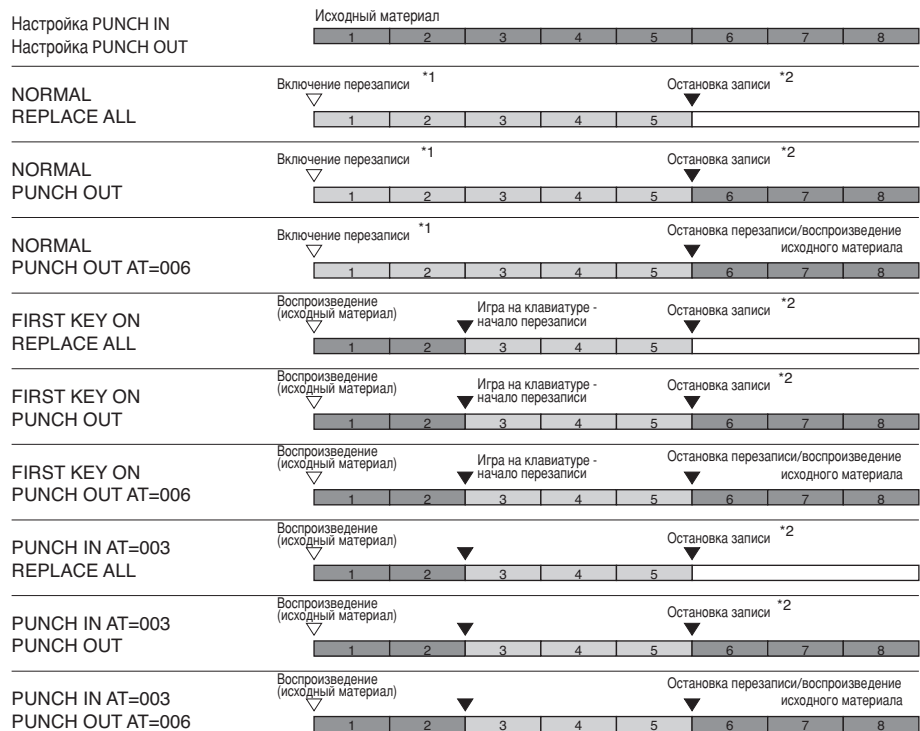 Настройка PUNCH IN
Настройка PUNCH OUT
Исходный материал
1 2 3 4 5 6 7 8
NORMAL
REPLACE ALL
Включение перезаписи *1
Остановка записи *2
1 2 3 4 5
NORMAL
PUNCH OUT
Включение перезаписи *1
Остановка записи *2
1 2 3 4 5 6 7 8
NORMAL
PUNCH OUT AT=006
Включение перезаписи *1
Остановка перезаписи/воспроизведение
исходного материала
1 2 3 4 5 6 7 8
FIRST KEY ON
REPLACE ALL
Воспроизведение
(исходный материал)
Игра на клавиатуре -
начало перезаписи
Остановка записи *2
1 2 3 4 5
FIRST KEY ON
PUNCH OUT
Воспроизведение
(исходный материал)
Игра на клавиатуре -
начало перезаписи
Остановка записи *2
1 2 3 4 5 6 7 8
FIRST KEY ON
PUNCH OUT AT=006
Воспроизведение
(исходный материал)
Игра на клавиатуре -
начало перезаписи
Остановка перезаписи/воспроизведение
исходного материала
1 2 3 4 5 6 7 8
PUNCH IN AT=003
REPLACE ALL
Воспроизведение
(исходный материал)
Остановка записи *2
1 2 3 4 5
PUNCH IN AT=003
PUNCH OUT
Воспроизведение
(исходный материал)
Остановка записи *2
1 2 3 4 5 6 7 8
PUNCH IN AT=003
PUNCH OUT AT=006
Воспроизведение
(исходный материал)
Остановка перезаписи/воспроизведение
исходного материала
1 2 3 4 5 6 7 8